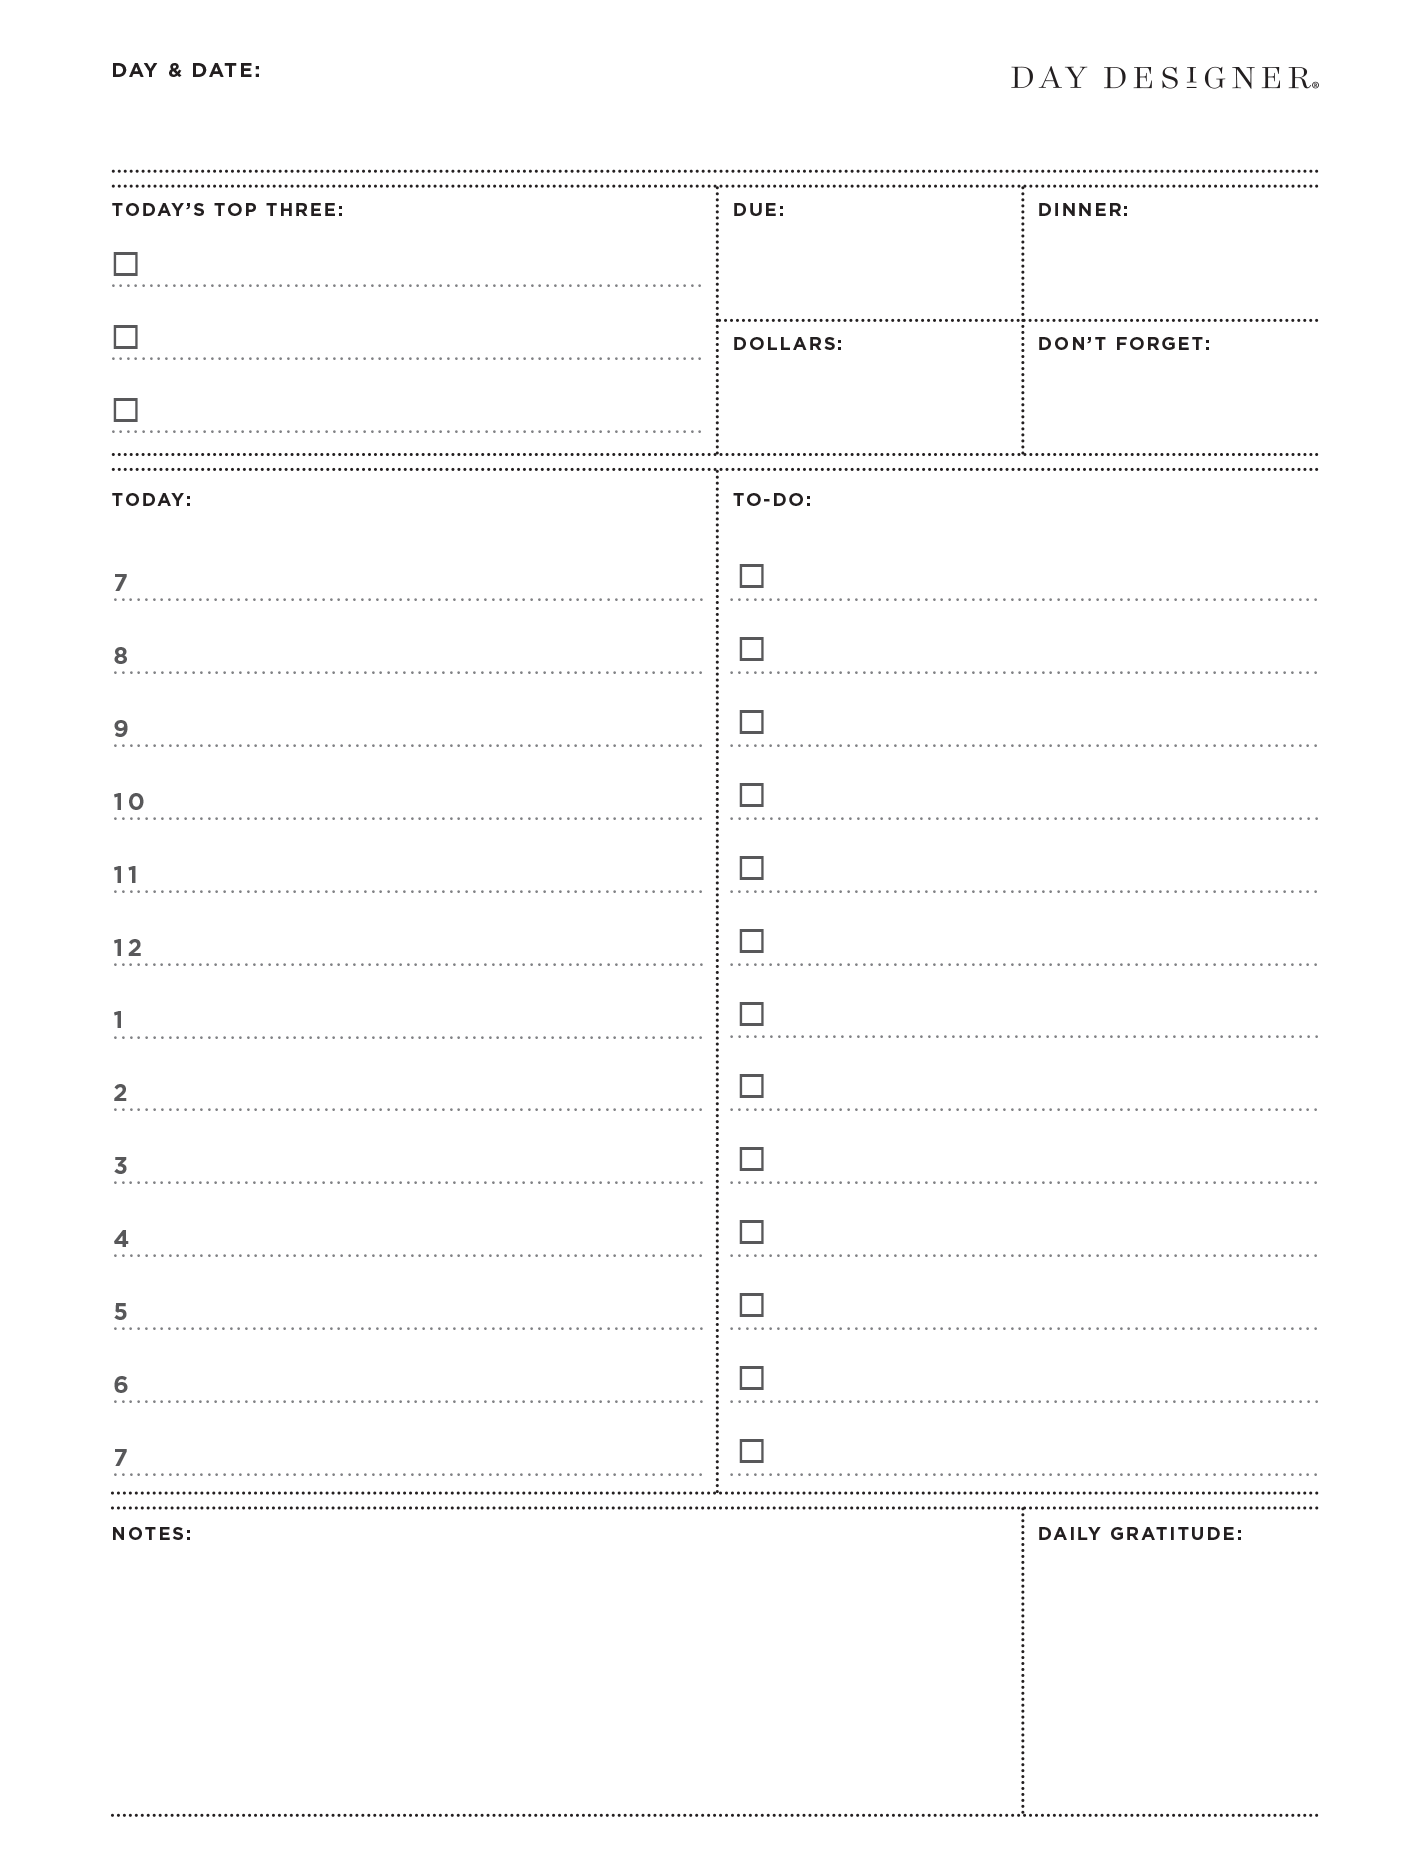 DAY & DATE:
DAY DESIGNER®
TODAY’S TOP THREE:
DUE:
DINNER:
DOLLARS:
DON’T FORGET:
TODAY:
7
8
9
10
11
12
1
2
3
4
5
6
7
TO-DO:
NOTES:
DAILY GRATITUDE: